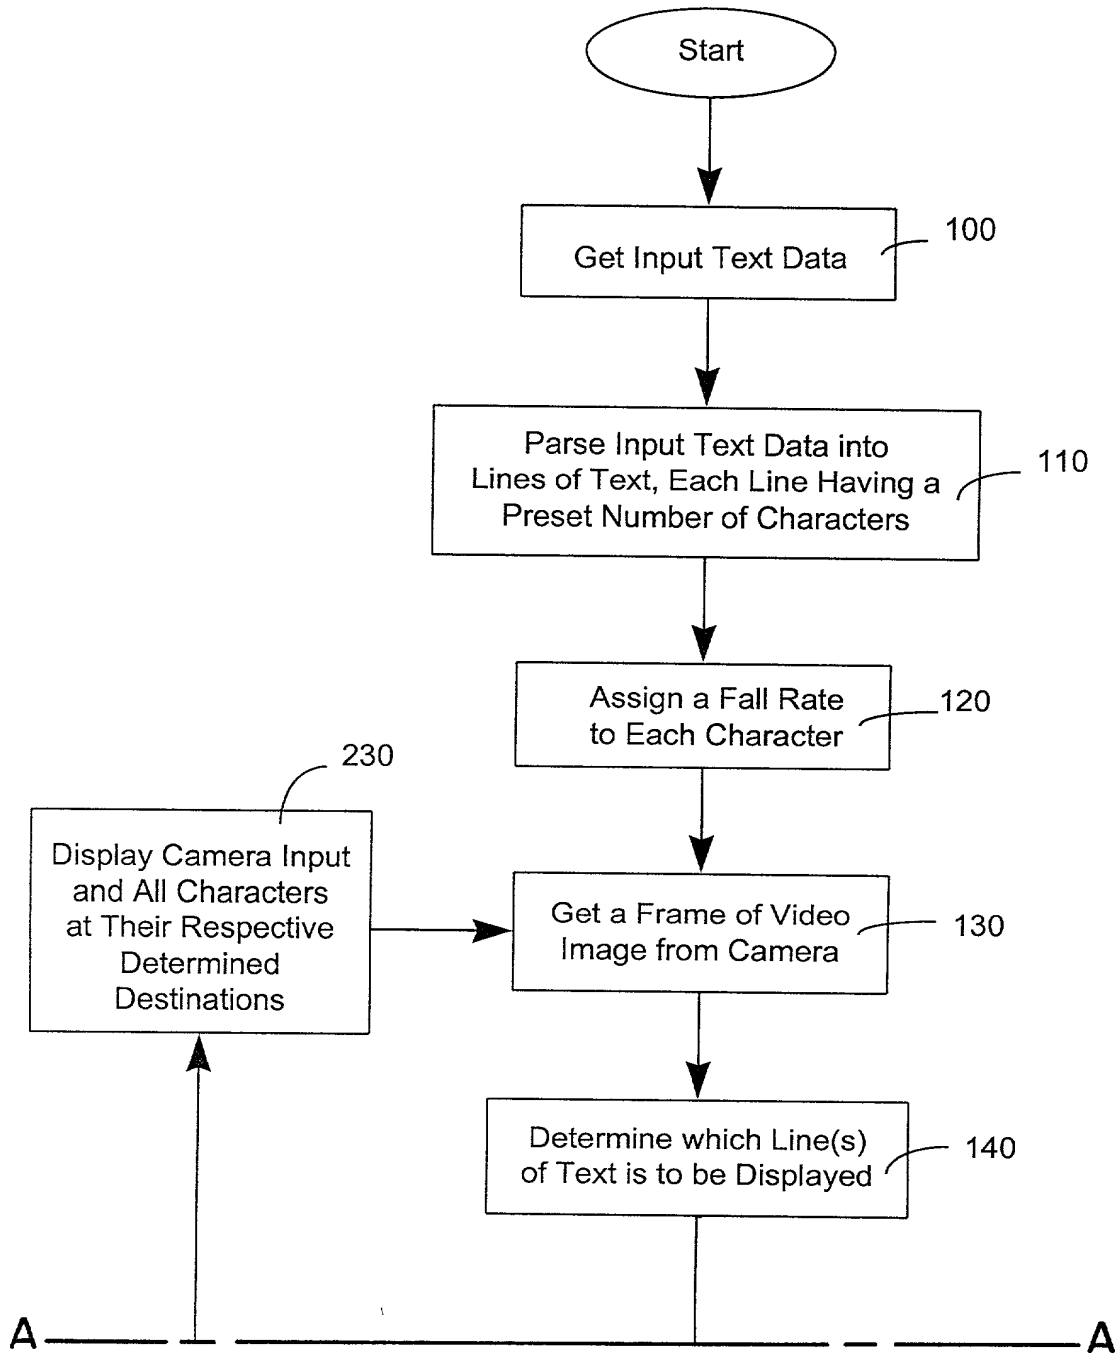 Start
Get Input Text Data
100
Parse Input Text Data into
Lines of Text, Each Line Having a
Preset Number of Characters
110
Assign a Fall Rate
to Each Character
120
230
Display Camera Input
and All Characters
at Their Respective
Determined
Destinations
Get a Frame of Video
Image from Camera
130
Determine which Line(s)
of Text is to be Displayed
140
A
A